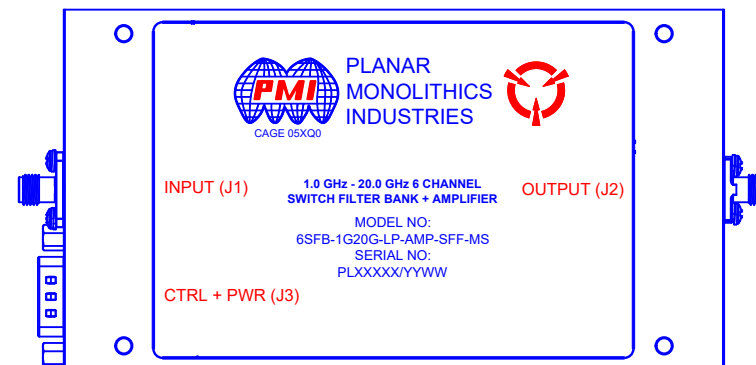 PMI
PLANAR
MONOLITHICS
INDUSTRIES
CAGE 05XQ0
INPUT (J1)
1.0 GHz - 20.0 GHz 6 CHANNEL
SWITCH FILTER BANK + AMPLIFIER
OUTPUT (J2)
MODEL NO:
6SFB-1G20G-LP-AMP-SFF-MS
SERIAL NO:
PLXXXXX/YYWW
CTRL + PWR (J3)